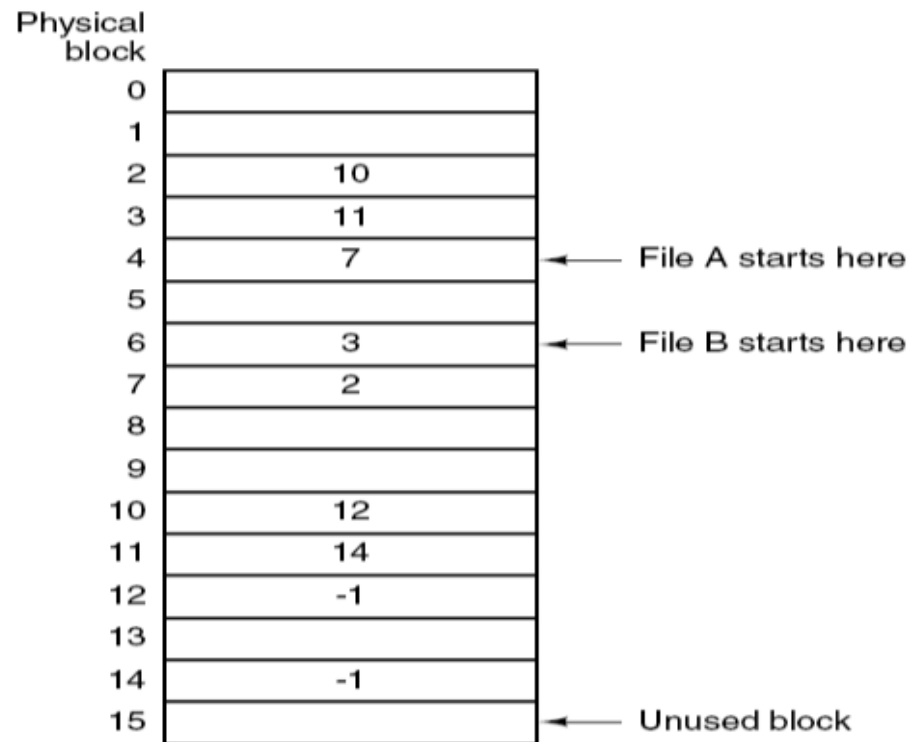 Physical
block
0
1
2 10
3 11
4 7 File A starts here
5
6 3 File B starts here
7 2
8
9
10 12
11 14
12 -1
13
14 -1
15 Unused block